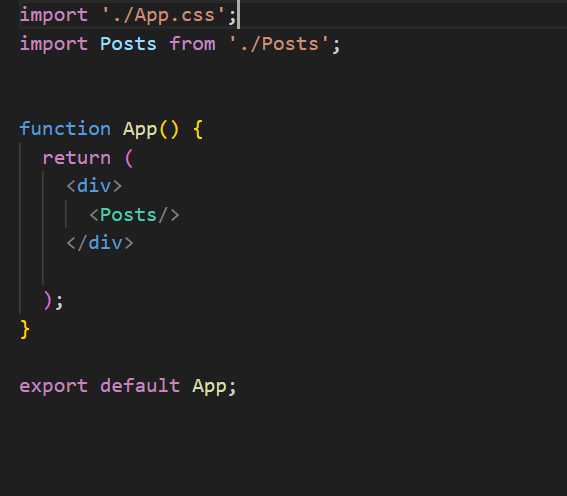 import './App.css';
import Posts from './Posts';
function App() {
return (
<div>
<Posts/>
</div>
);
}
export default App;